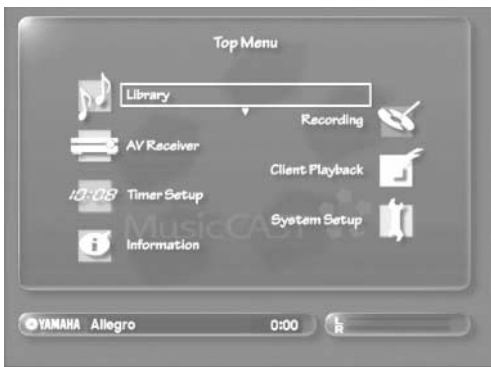 Top Menu
Library
Recording
AV Receiver
Client Playback
10:08 Timer Setup
System Setup
MusicCAST
i Information
YAMAHA Allegro 0:00 L
R